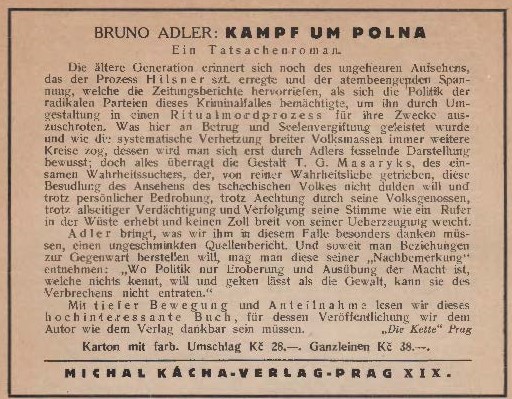 BRUNO ADLER: KAMPF UM POLNA
Ein Tatsachenroman.
Die ältere Generation erinnert sich noch des ungeheuren Aufsehens,
das der Prozess Hilsner szt. erregte und der atembeengenden Span-
nung, welche die Zeitungsberichte hervorriefen, als sich die Politik der
radikalen Parteien dieses Kriminalfalles bemächtigte, um ihn durch Um-
gestaltung in einen Ritualmordprozess für ihre Zwecke aus-
zuschroten. Was hier an Betrug und Seelenvergiftung geleistet wurde
und wie die systematische Verhetzung breiter Volksmassen immer weitere
Kreise zog, dessen wird man sich erst durch Adlers fesselnde Darstellung
bewusst; doch alles überragt die Gestalt T. G. Masaryks, des ein-
samen Wahrheitssuchers, der, von reiner Wahrheitsliebe getrieben, diese
Besudlung des Ansehens des tschechischen Volkes nicht dulden will und
trotz persönlicher Bedrohung, trotz Aechtung durch seine Volksgenossen,
trotz allseitiger Verdächtigung und Verfolgung seine Stimme wie ein Rufer
in der Wüste erhebt und keinen Zoll breit von seiner Ueberzeugung weicht.
Adler bringt, was wir ihm in diesem Falle besonders danken müs-
sen, einen ungeschminkten Quellenbericht. Und soweit man Beziehungen
zur Gegenwart herstellen will, mag man diese seiner „Nachbemerkung"
entnehmen: „Wo Politik nur Eroberung und Ausübung der Macht ist,
welche nichts kennt, will und gelten lässt als die Gewalt, kann sie des
Verbrechens nicht entraten."
Mit tiefer Bewegung und Anteilnahme lesen wir dieses
hochinteressante Buch, für dessen Veröffentlichung wir dem
Autor wie dem Verlag dankbar sein müssen. „Die Kette" Prag
Karton mit farb. Umschlag Kč 28.—. Ganzleinen Kč 38.—.
MICHAL KÁCHA-VERLAG-PRAG XIX.